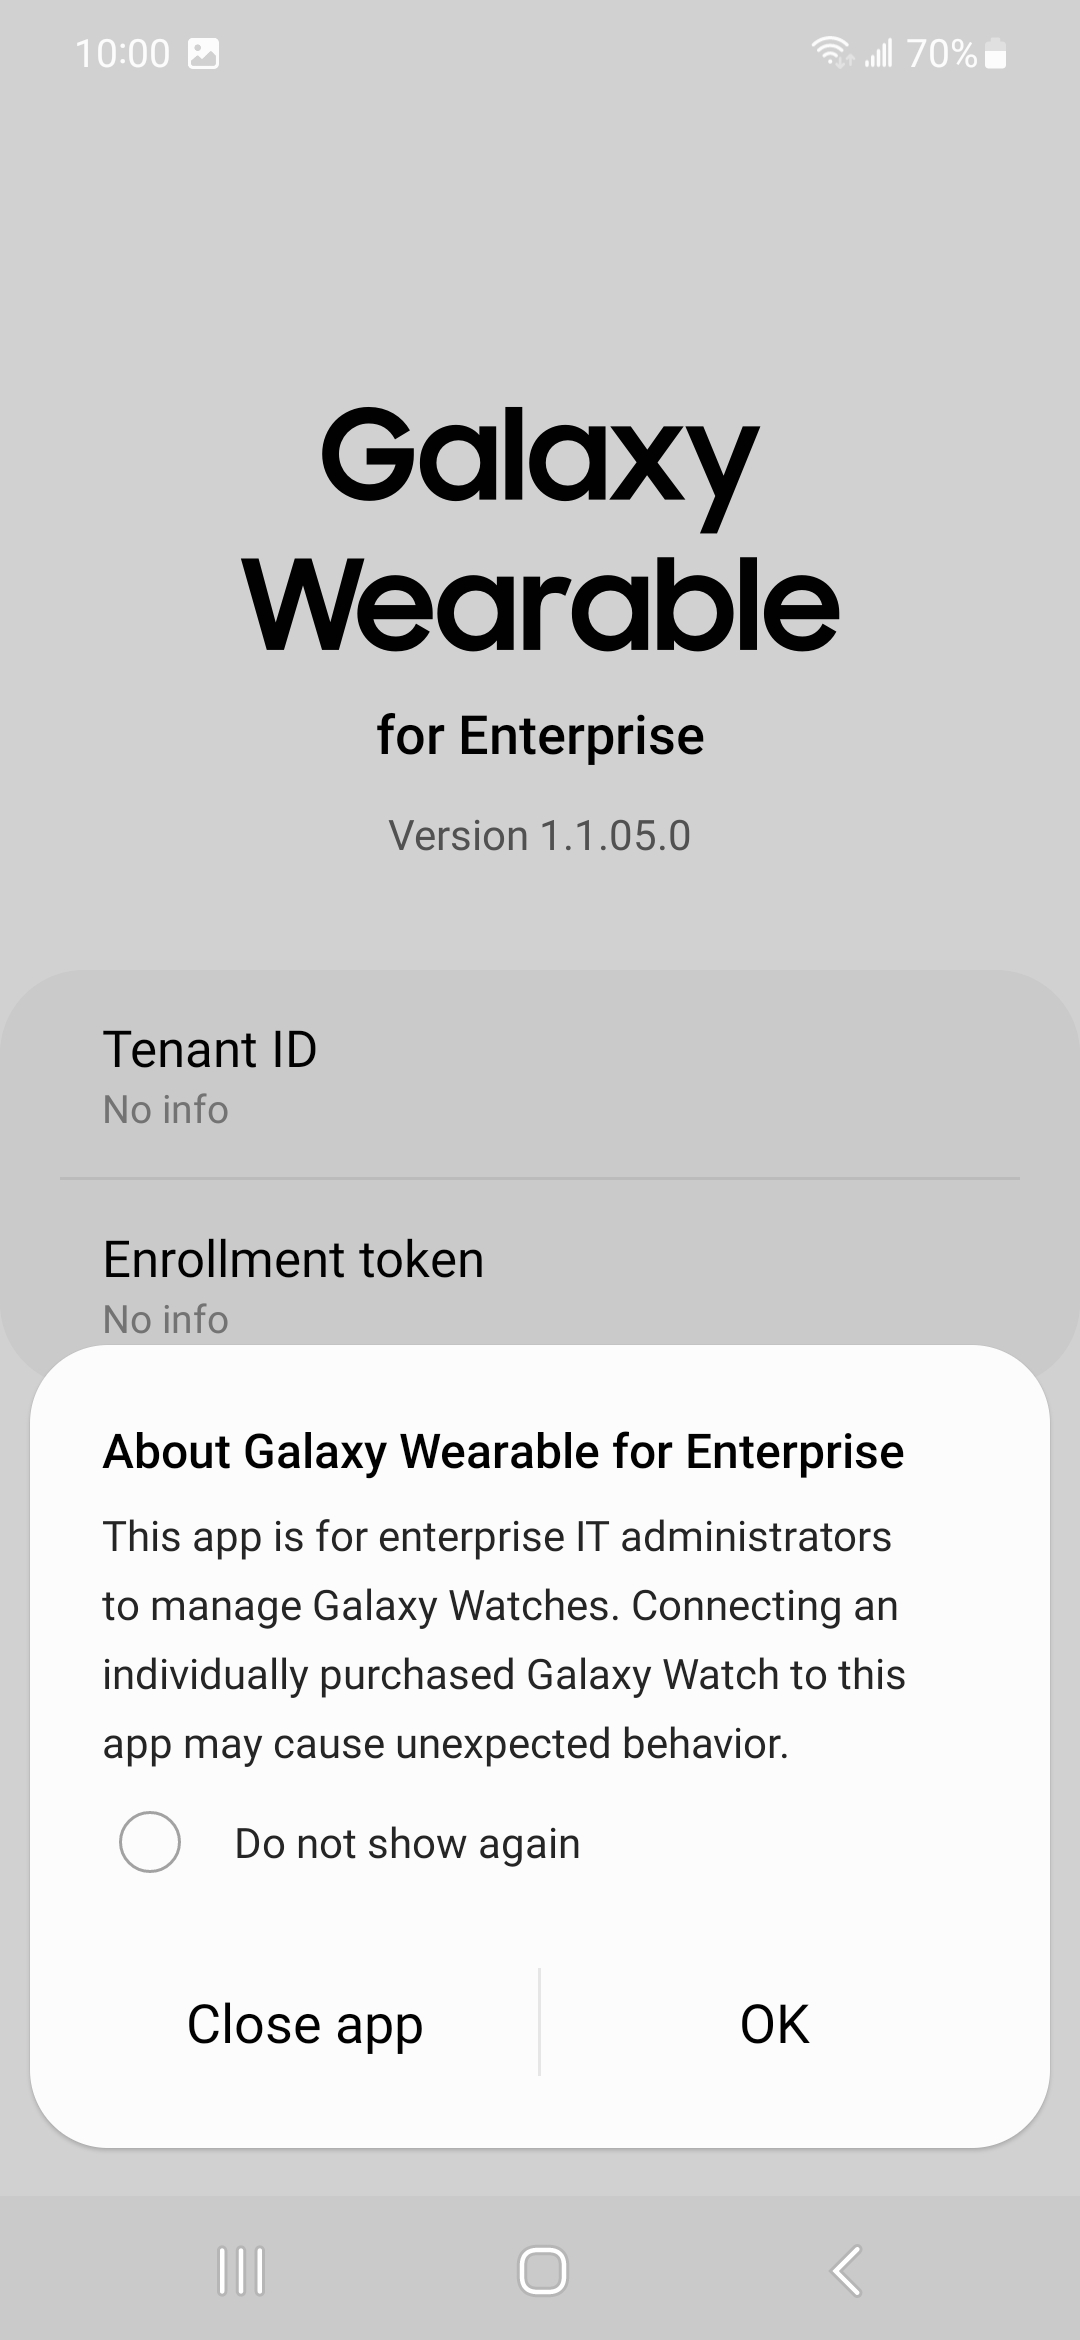 10:00
70%
Galaxy
Wearable
for Enterprise
Version 1.1.05.0
Tenant ID
No info
Enrollment token
No info
About Galaxy Wearable for Enterprise
This app is for enterprise IT administrators
to manage Galaxy Watches. Connecting an
individually purchased Galaxy Watch to this
app may cause unexpected behavior.
Do not show again
Close app
OK